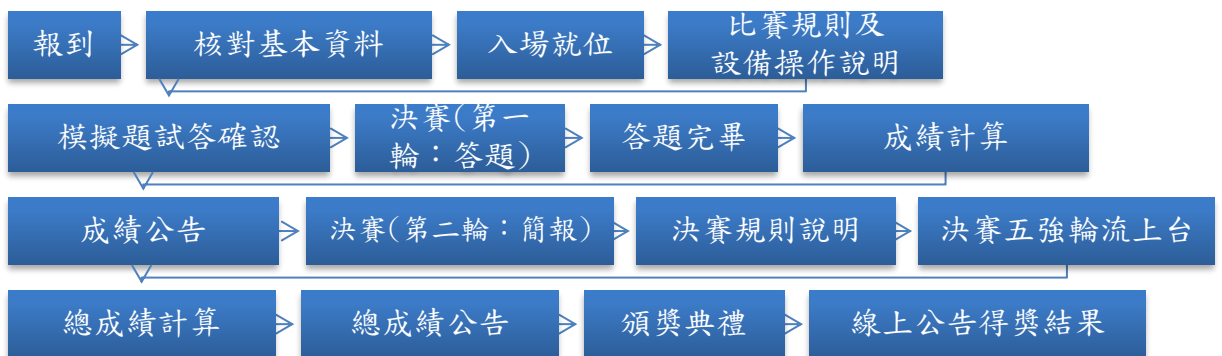 報到
核對基本資料
入場就位
比賽規則及
設備操作說明
模擬題試答確認
決賽(第一
輪：答題)
答題完畢
成績計算
成績公告
決賽(第二輪：簡報)
決賽規則說明
決賽五強輪流上台
總成績計算
總成績公告
頒獎典禮
線上公告得獎結果